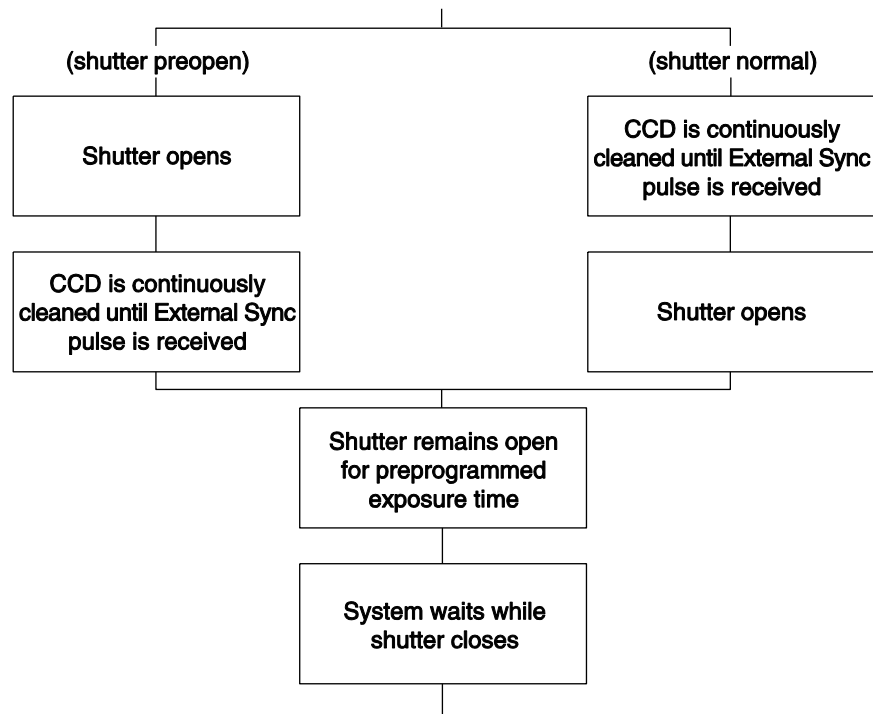 (shutter preopen)
(shutter normal)
Shutter opens
CCD is continuously
cleaned until External Sync
pulse is received
CCD is continuously
cleaned until External Sync
pulse is received
Shutter opens
Shutter remains open
for preprogrammed
exposure time
System waits while
shutter closes